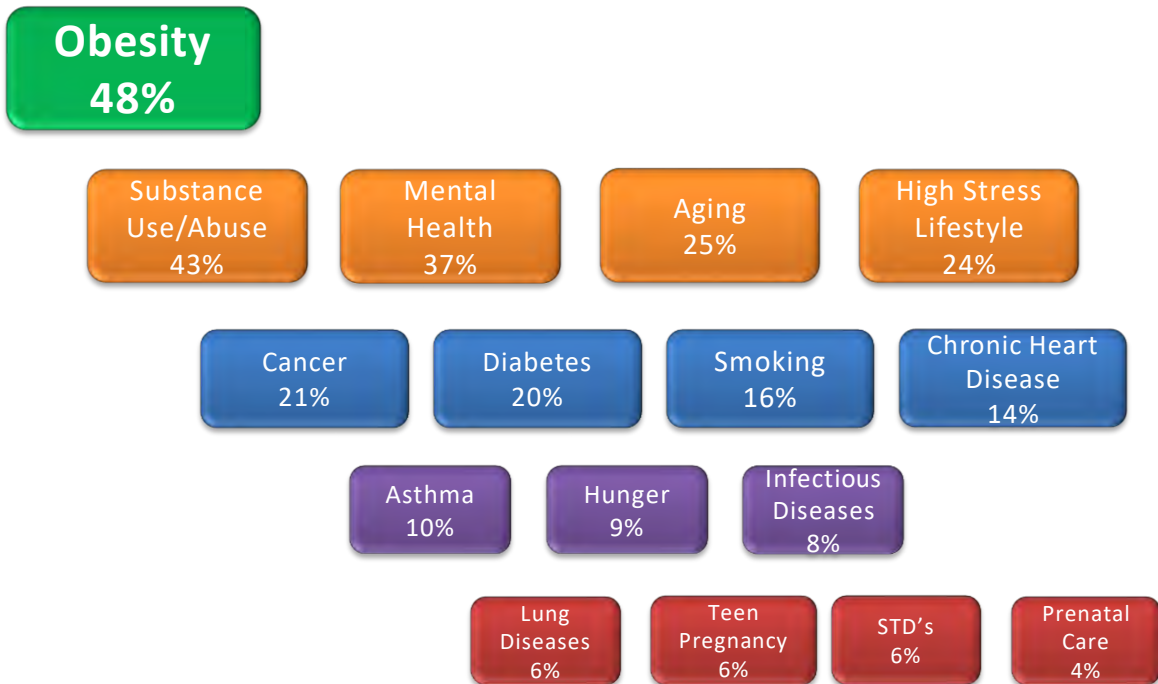 Obesity
48%
Substance
Use/Abuse
43%
Mental
Health
37%
Aging
25%
High Stress
Lifestyle
24%
Cancer
21%
Diabetes
20%
Smoking
16%
Chronic Heart
Disease
14%
Asthma
10%
Hunger
9%
Infectious
Diseases
8%
Lung
Diseases
6%
Teen
Pregnancy
6%
STD’s
6%
Prenatal
Care
4%